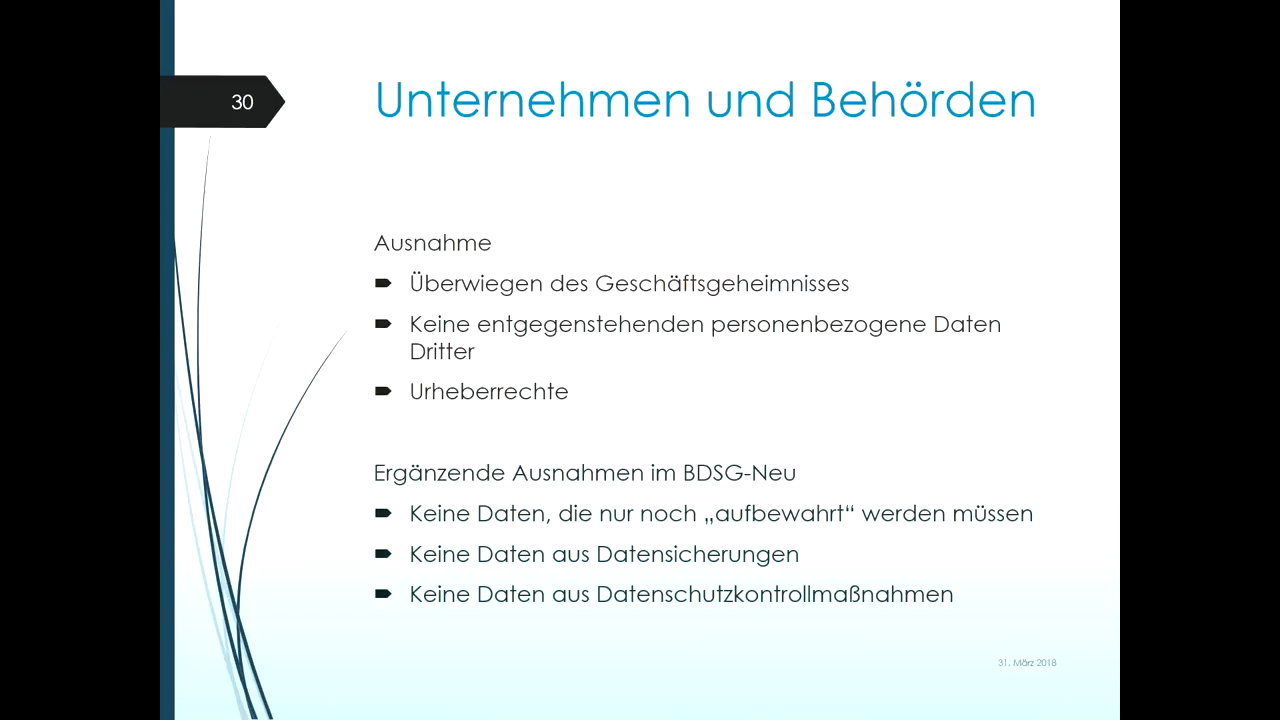 30
Unternehmen und Behörden
Ausnahme
Überwiegen des Geschäftsgeheimnisses
Keine entgegenstehenden personenbezogene Daten
Dritter
Urheberrechte
Ergänzende Ausnahmen im BDSG-Neu
Keine Daten, die nur noch „aufbewahrt“ werden müssen
Keine Daten aus Datensicherungen
Keine Daten aus Datenschutzkontrollmaßnahmen
31. März 2018